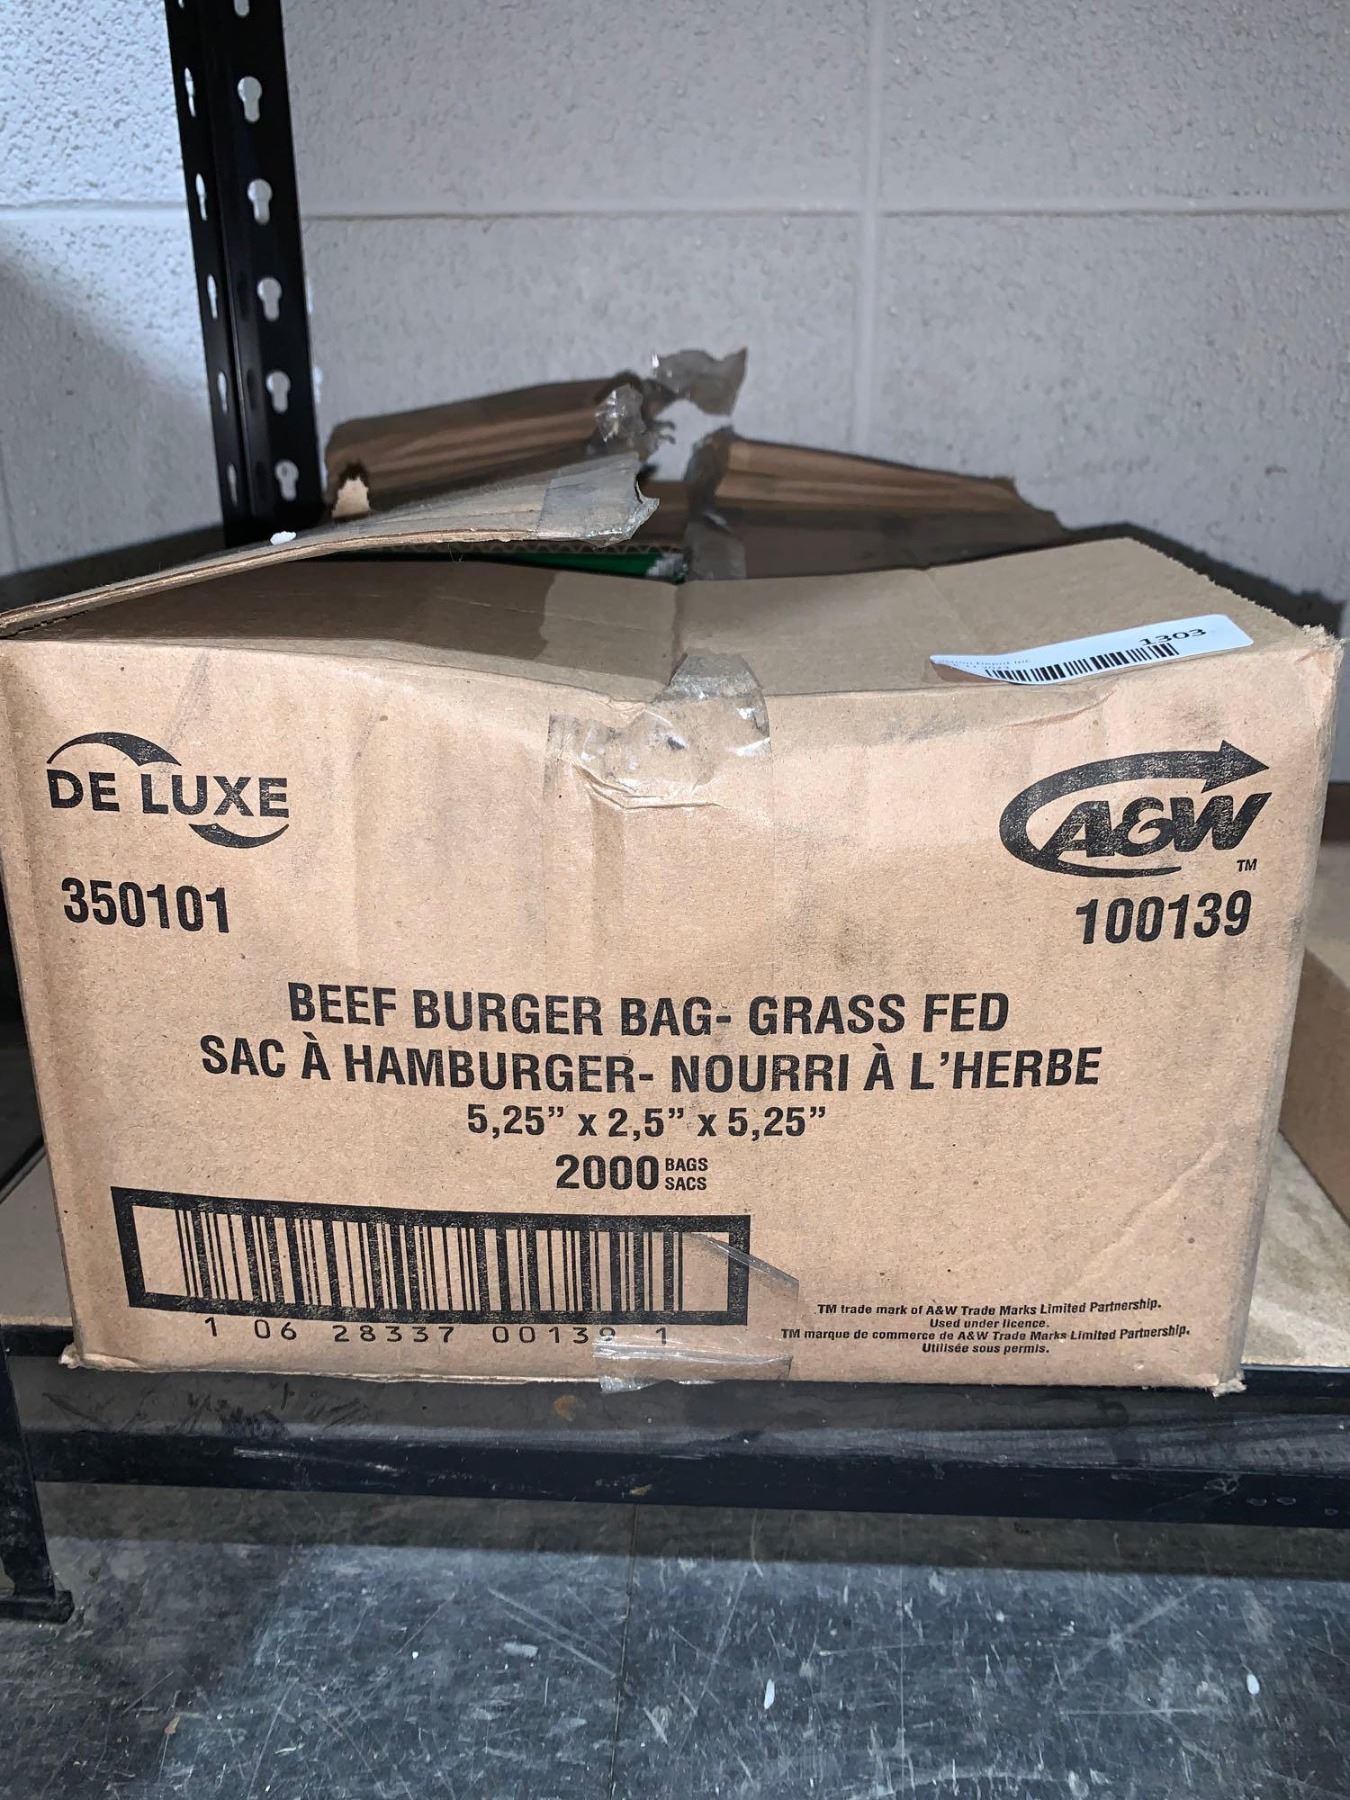 1303
DE LUXE
A&W
TM
350101
100139
BEEF BURGER BAG- GRASS FED
SAC À HAMBURGER- NOURRI À L'HERBE
5,25" x 2,5" x 5,25"
2000 BAGS
SACS
1 06 28337 00139 1
TM trade mark of A&W Trade Marks Limited Partnership.
Used under licence.
TM marque de commerce de A&W Trade Marks Limited Partnership.
Utilisée sous permis.